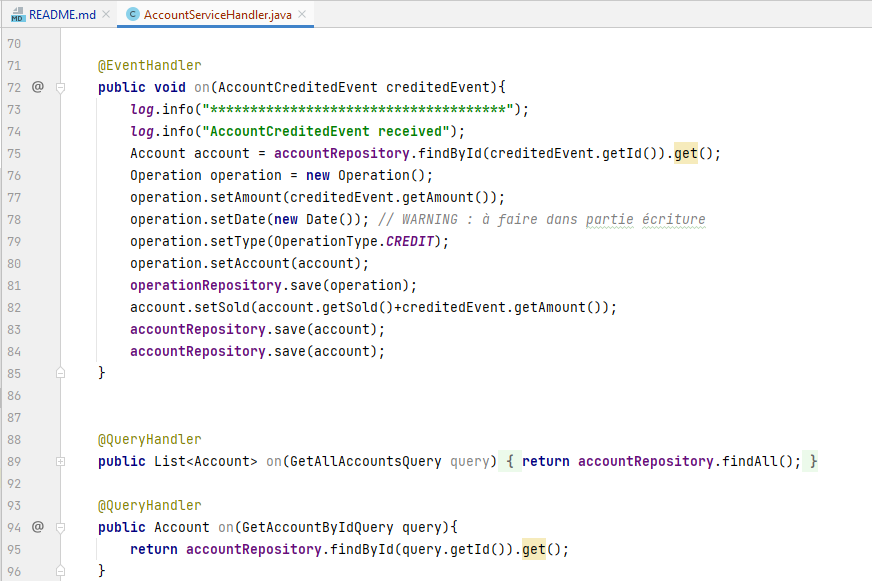 README.md AccountServiceHandler.java
70
71 @EventHandler
72 @ public void on(AccountCreditedEvent creditedEvent){
73 log.info("*************************************");
74 log.info("AccountCreditedEvent received");
75 Account account = accountRepository.findById(creditedEvent.getId()).get();
76 Operation operation = new Operation();
77 operation.setAmount(creditedEvent.getAmount());
78 operation.setDate(new Date()); // WARNING : à faire dans partie écriture
79 operation.setType(OperationType.CREDIT);
80 operation.setAccount(account);
81 operationRepository.save(operation);
82 account.setSold(account.getSold()+creditedEvent.getAmount());
83 accountRepository.save(account);
84 accountRepository.save(account);
85 }
86
87
88 @QueryHandler
89 public List<Account> on(GetAllAccountsQuery query) { return accountRepository.findAll(); }
92
93 @QueryHandler
94 @ public Account on(GetAccountByIdQuery query){
95 return accountRepository.findById(query.getId()).get();
96 }